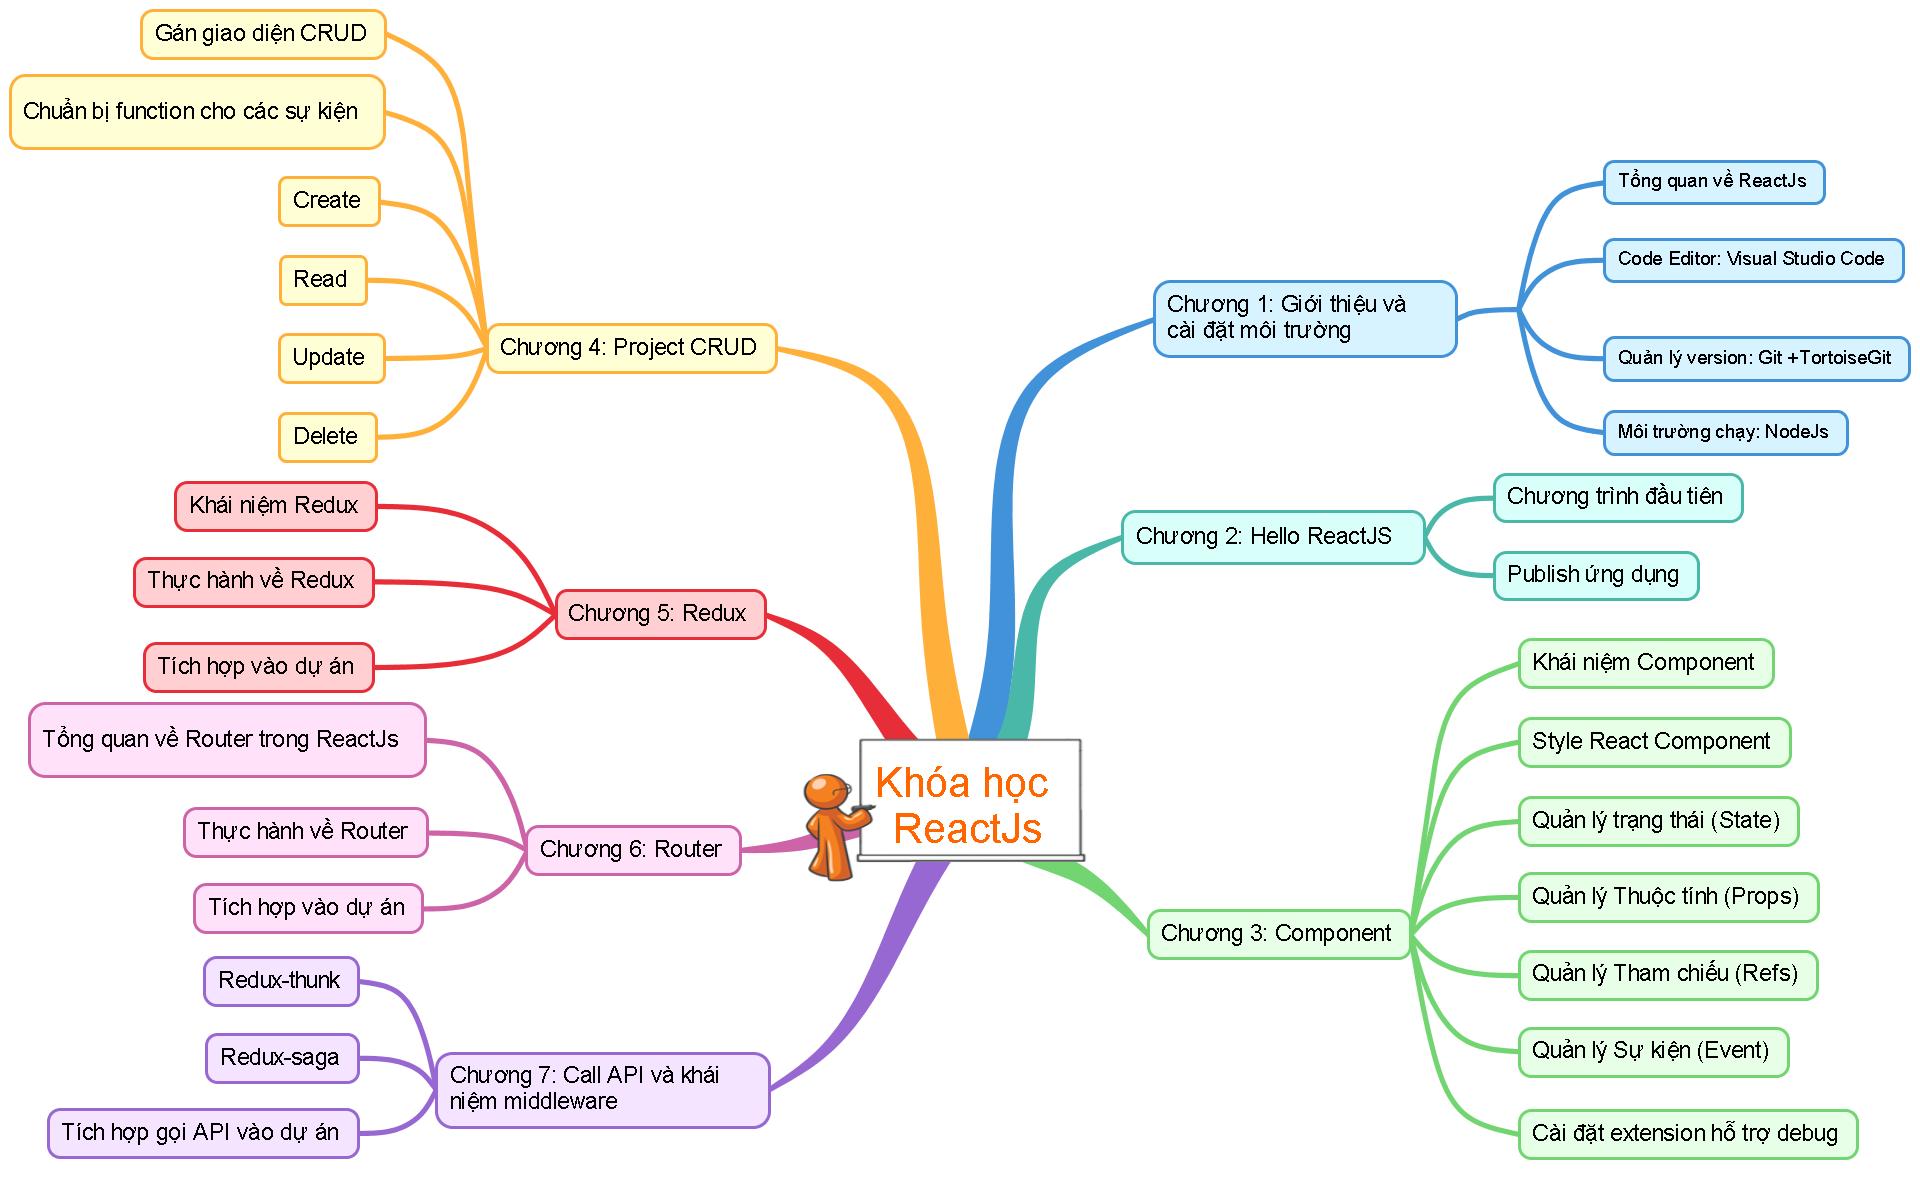 Khóa học
ReactJs
Chương 1: Giới thiệu và
cài đặt môi trường
Tổng quan về ReactJs
Code Editor: Visual Studio Code
Quản lý version: Git +TortoiseGit
Môi trường chạy: NodeJs
Chương 2: Hello ReactJS
Chương trình đầu tiên
Publish ứng dụng
Chương 3: Component
Khái niệm Component
Style React Component
Quản lý trạng thái (State)
Quản lý Thuộc tính (Props)
Quản lý Tham chiếu (Refs)
Quản lý Sự kiện (Event)
Cài đặt extension hỗ trợ debug
Chương 4: Project CRUD
Gán giao diện CRUD
Chuẩn bị function cho các sự kiện
Create
Read
Update
Delete
Chương 5: Redux
Khái niệm Redux
Thực hành về Redux
Tích hợp vào dự án
Chương 6: Router
Tổng quan về Router trong ReactJs
Thực hành về Router
Tích hợp vào dự án
Chương 7: Call API và khái
niệm middleware
Redux-thunk
Redux-saga
Tích hợp gọi API vào dự án